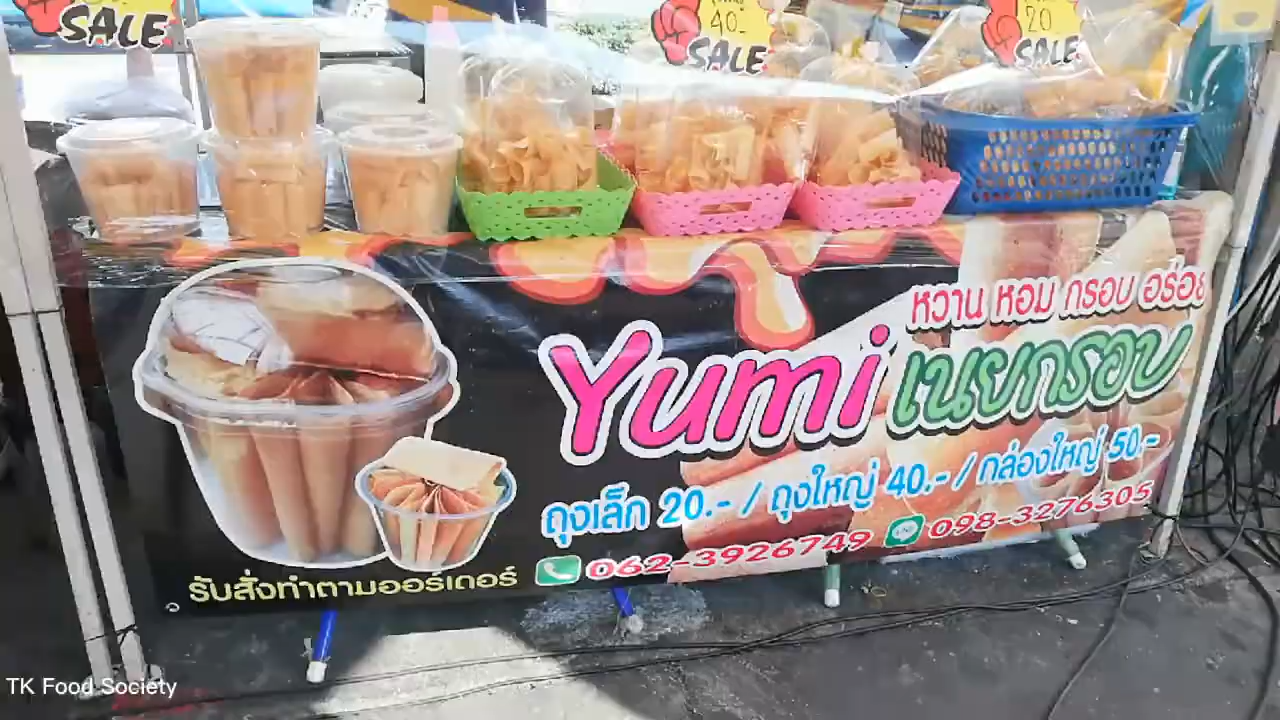 SALE
40.-
SALE
20
SALE
หวาน หอม กรอบ อร่อย
Yumi เนยกรอบ
ถุงเล็ก 20.- / ถุงใหญ่ 40.- / กล่องใหญ่ 50.-
062-3926749 LINE 098-3276305
รับสั่งทำตามออร์เดอร์
TK Food Society